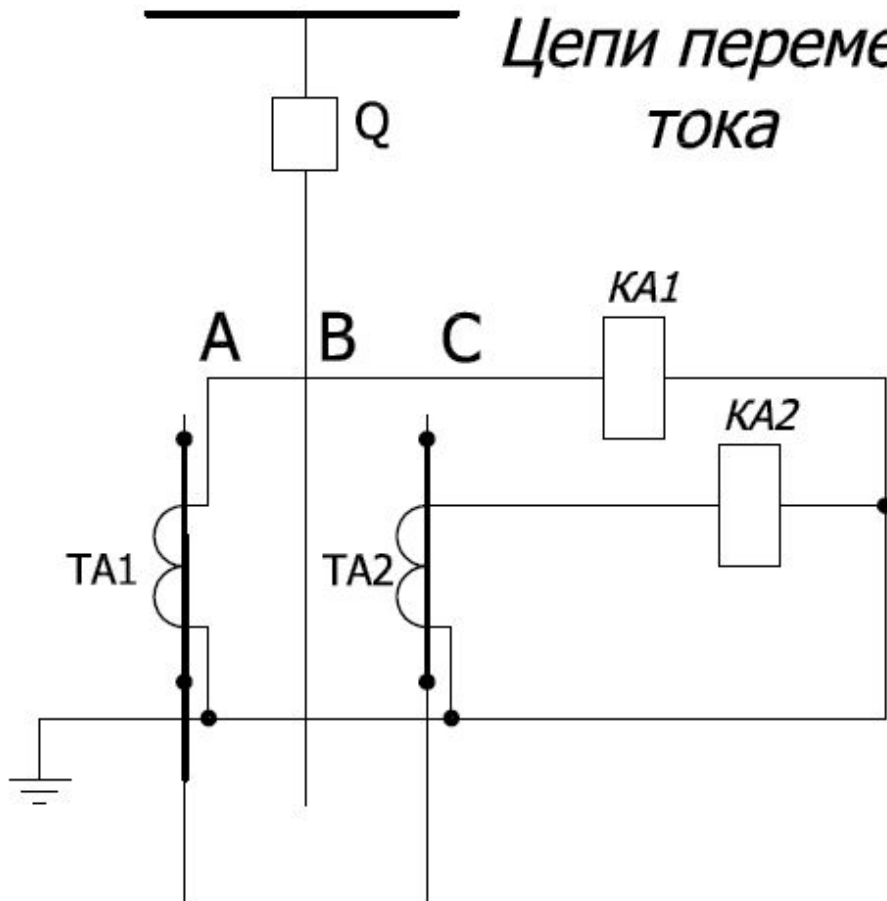 Цепи переме
тока
Q
КА1
A B C
КА2
TA1 TA2